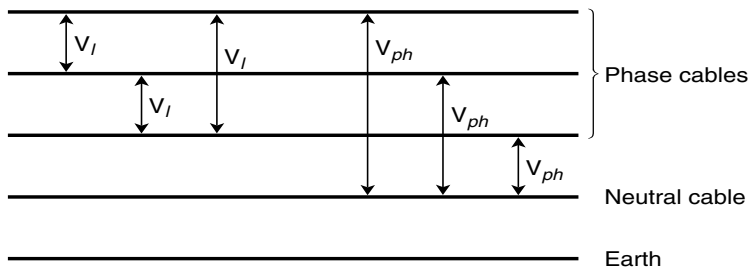 V_l
V_l
V_ph
V_l
V_ph
V_ph
Phase cables
Neutral cable
Earth